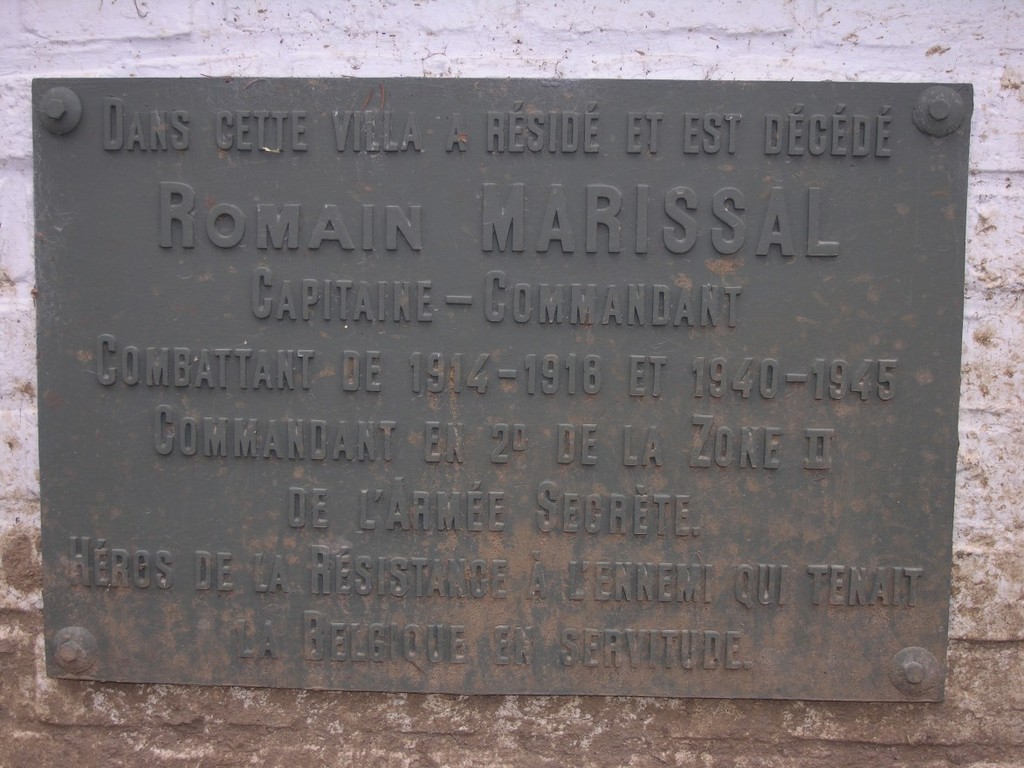 DANS CETTE VILLA A RÉSIDÉ ET EST DÉCÉDÉ
ROMAIN MARISSAL
CAPITAINE-COMMANDANT
COMBATTANT DE 1914-1918 ET 1940-1945
COMMANDANT EN 2D DE LA ZONE II
DE L'ARMÉE SECRÈTE.
HÉROS DE LA RÉSISTANCE À L'ENNEMI QUI TENAIT
LA BELGIQUE EN SERVITUDE.